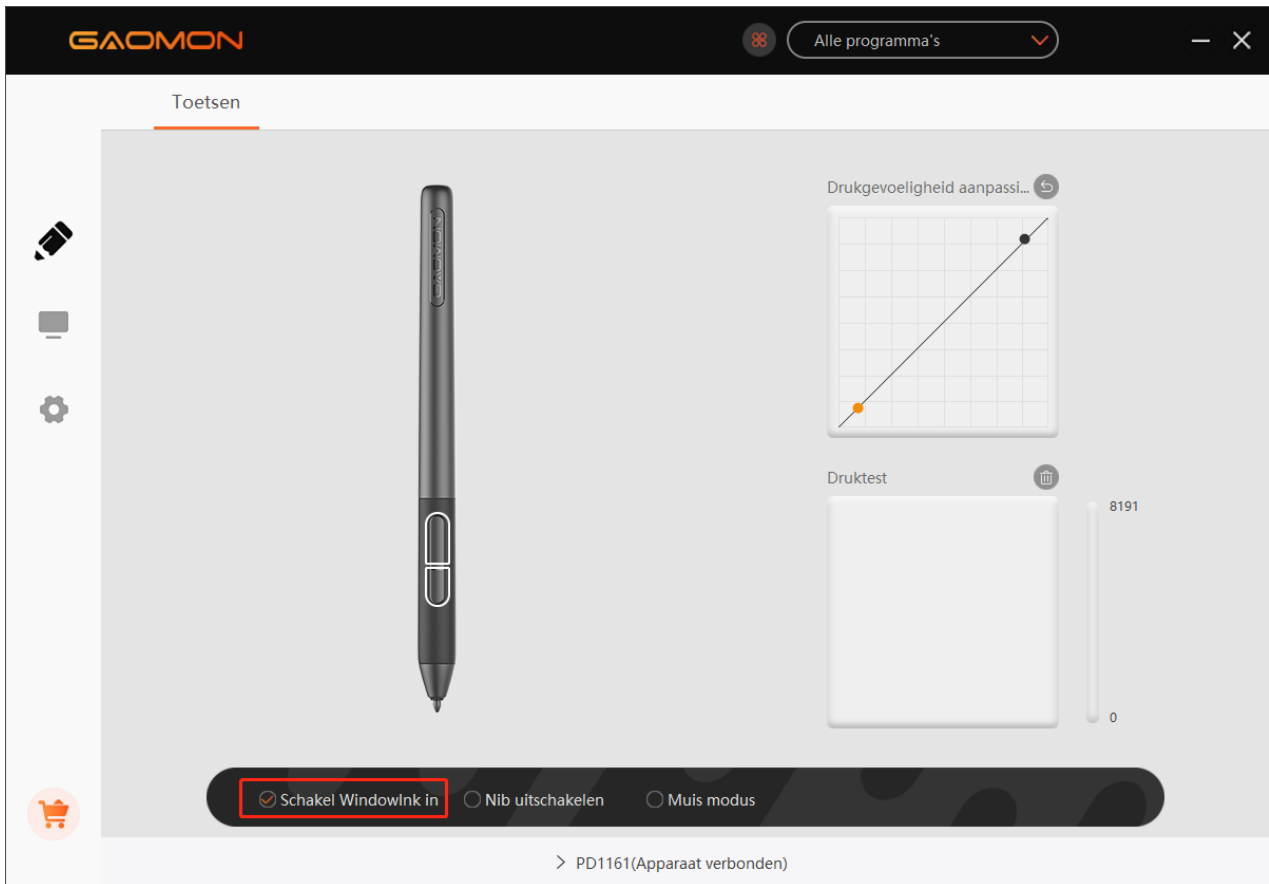 GAOMON
Alle programma's
Toetsen
GAOMON
Drukgevoeligheid aanpassi...
Druktest
8191
0
Schakel WindowInk in
Nib uitschakelen
Muis modus
PD1161(Apparaat verbonden)